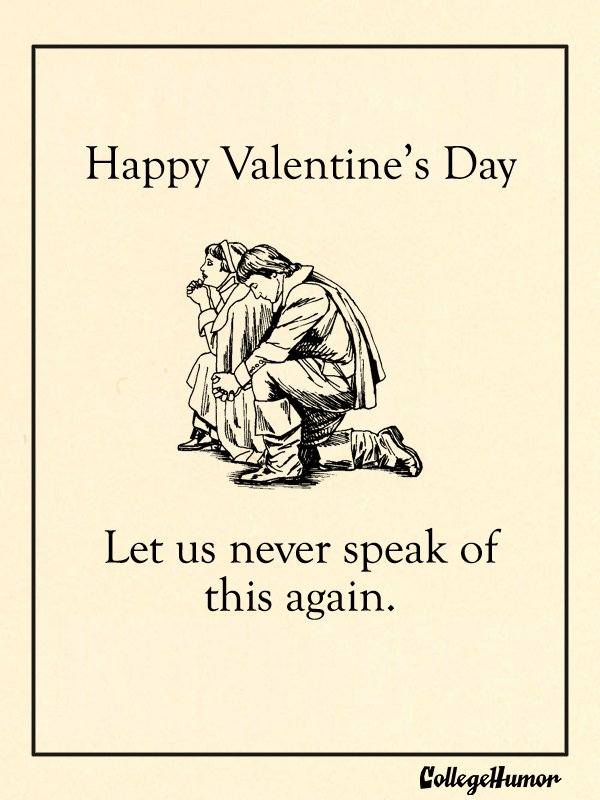 Happy Valentine’s Day
Let us never speak of
this again.
CollegeHumor